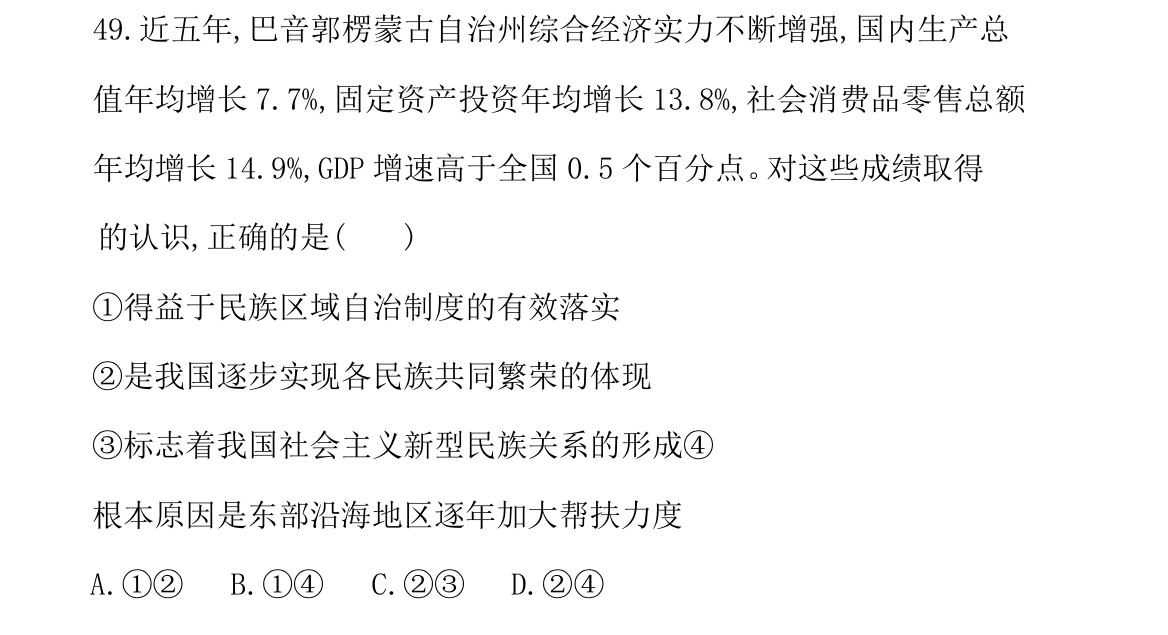 49.近五年,巴音郭楞蒙古自治州综合经济实力不断增强,国内生产总
值年均增长7.7%,固定资产投资年均增长13.8%,社会消费品零售总额
年均增长14.9%,GDP增速高于全国0.5个百分点。对这些成绩取得
的认识,正确的是(　　)
①得益于民族区域自治制度的有效落实
②是我国逐步实现各民族共同繁荣的体现
③标志着我国社会主义新型民族关系的形成④
根本原因是东部沿海地区逐年加大帮扶力度
A.①②　B.①④　C.②③　D.②④